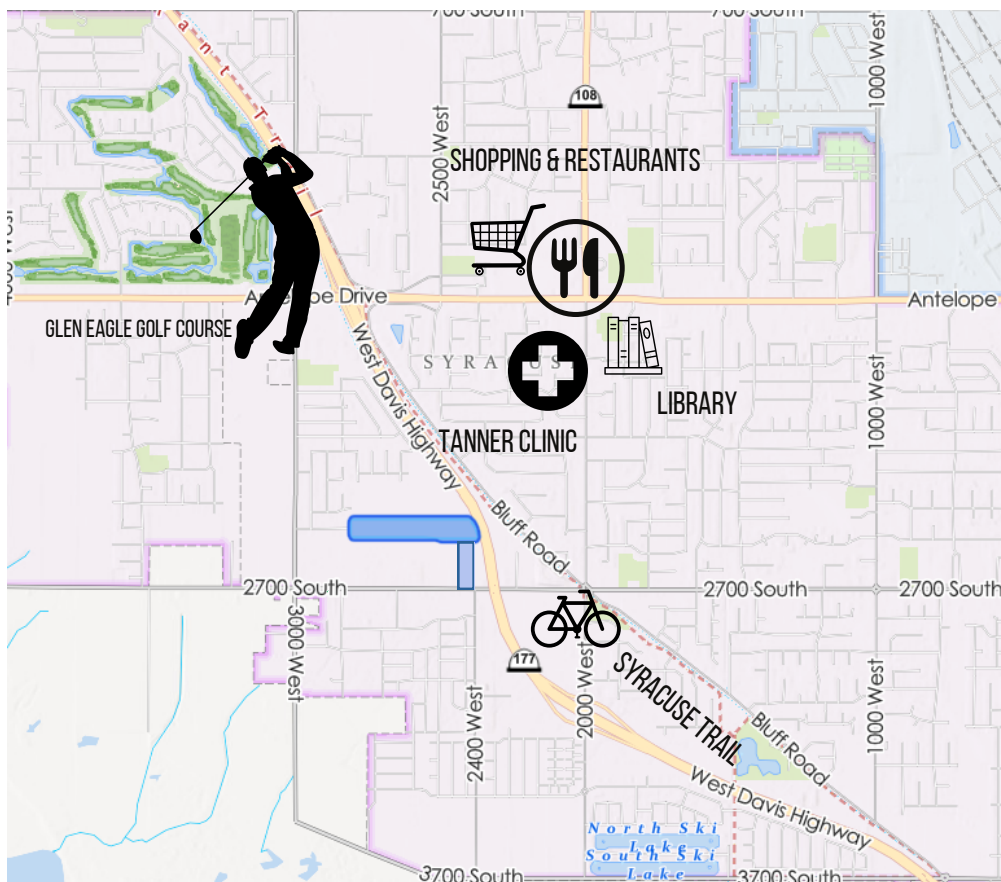 700 South
700 South
a n t T r a i l
108
1000 West
2500 West
SHOPPING & RESTAURANTS
Antelope Drive
Antelope
GLEN EAGLE GOLF COURSE
West Davis Highway
SYRACUS
LIBRARY
1000 West
TANNER CLINIC
Bluff Road
2700 South
2700 South
2700 South
3000 West
177
2000 West
SYRACUSE TRAIL
2400 West
1000 West
Bluff Road
West Davis Highway
North Ski
Lake
South Ski
Lake
3700 South
3700 South